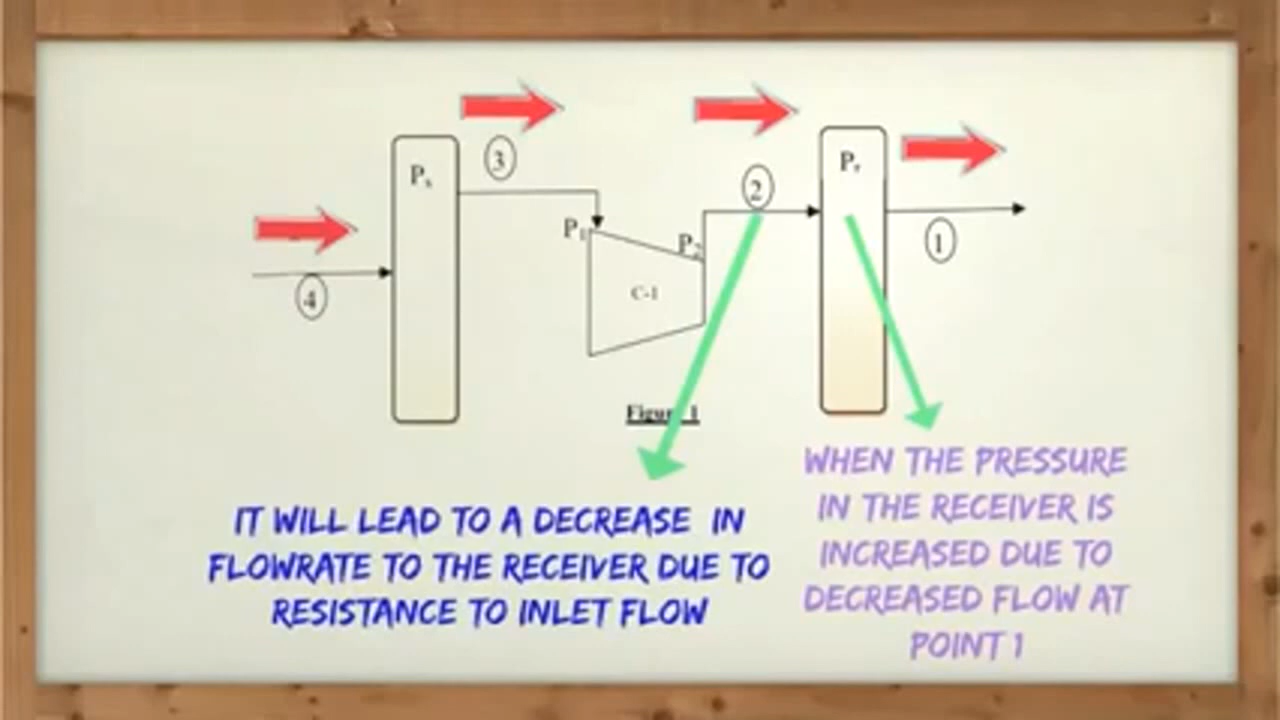 3
2
Pₛ
Pᵣ
P₁
P₂
1
C-1
4
Figure 1
IT WILL LEAD TO A DECREASE IN
FLOWRATE TO THE RECEIVER DUE TO
RESISTANCE TO INLET FLOW
WHEN THE PRESSURE
IN THE RECEIVER IS
INCREASED DUE TO
DECREASED FLOW AT
POINT 1